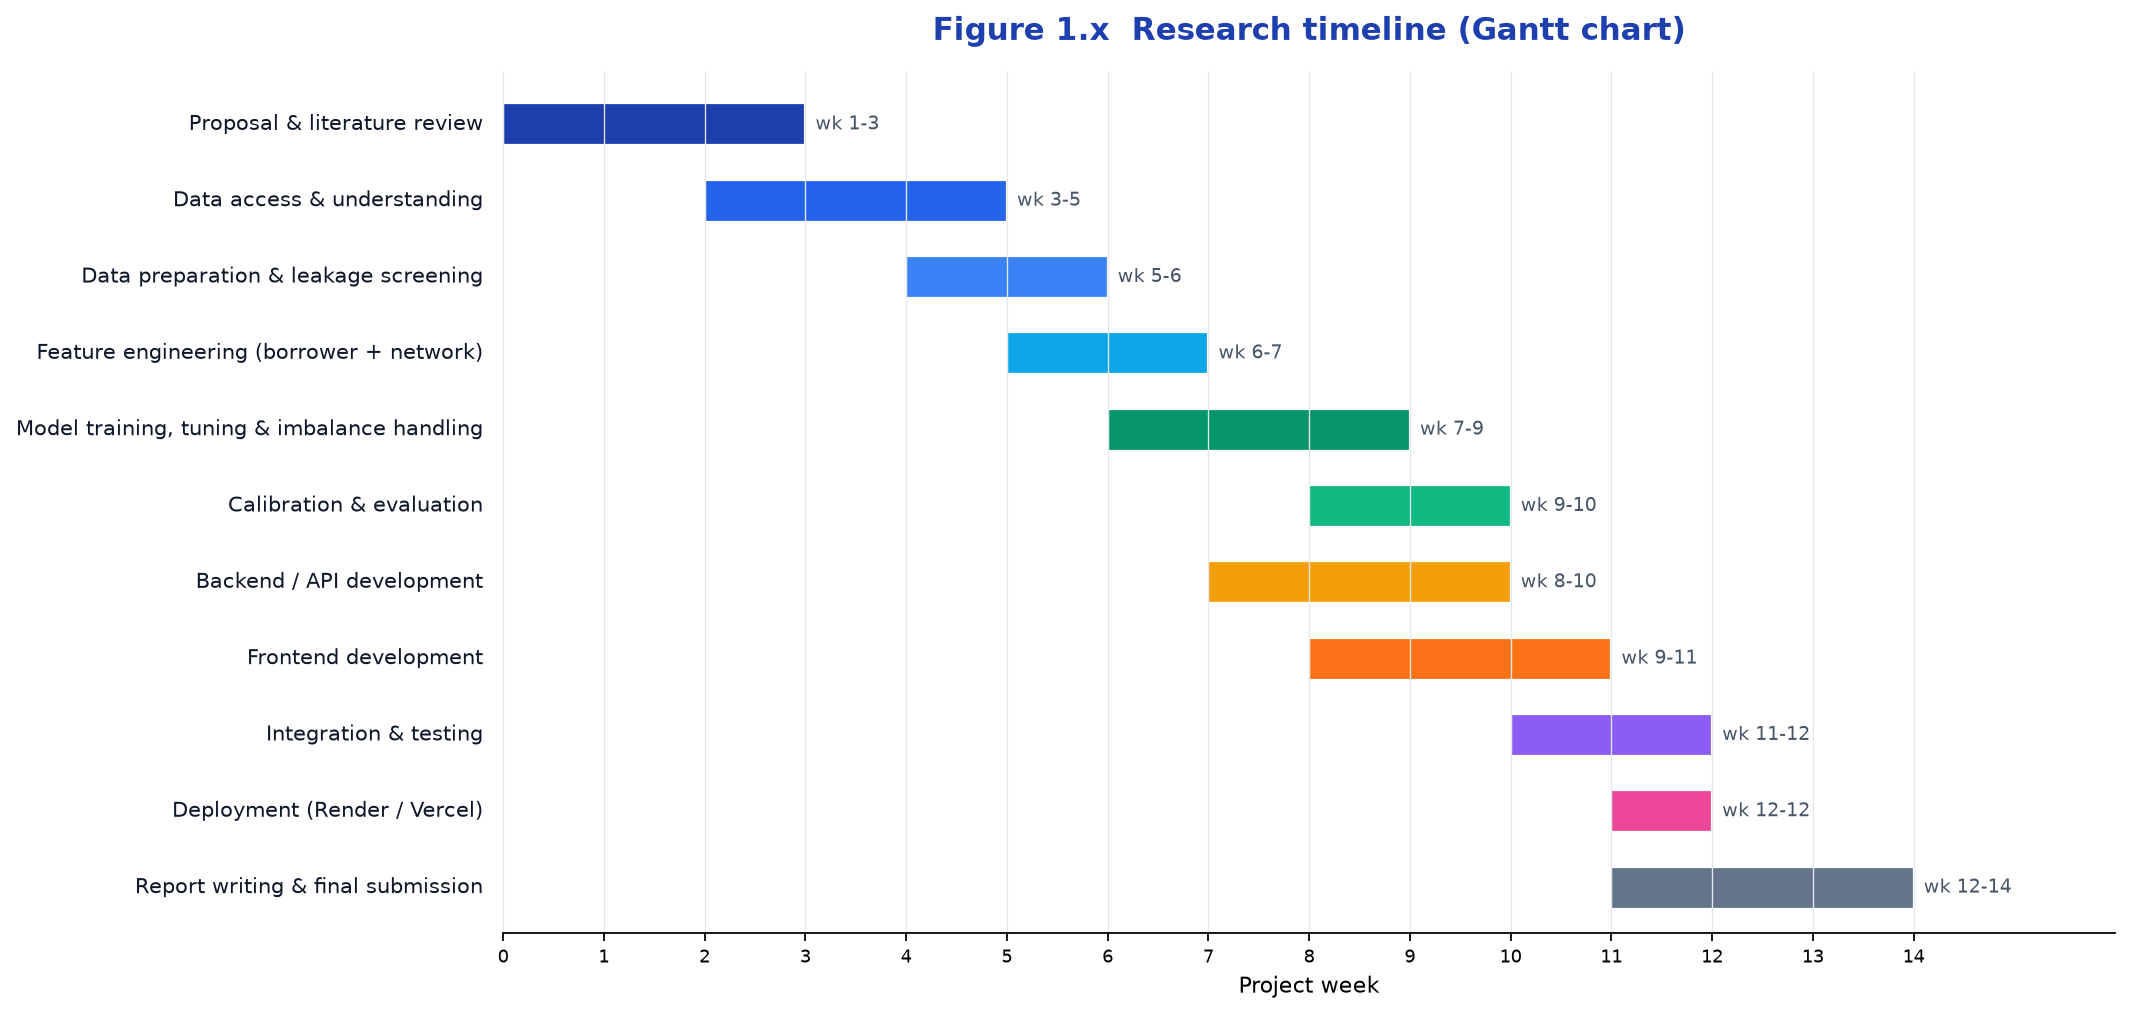 Figure 1.x  Research timeline (Gantt chart)
Proposal & literature review wk 1-3
Data access & understanding wk 3-5
Data preparation & leakage screening wk 5-6
Feature engineering (borrower + network) wk 6-7
Model training, tuning & imbalance handling wk 7-9
Calibration & evaluation wk 9-10
Backend / API development wk 8-10
Frontend development wk 9-11
Integration & testing wk 11-12
Deployment (Render / Vercel) wk 12-12
Report writing & final submission wk 12-14
0 1 2 3 4 5 6 7 8 9 10 11 12 13 14
Project week